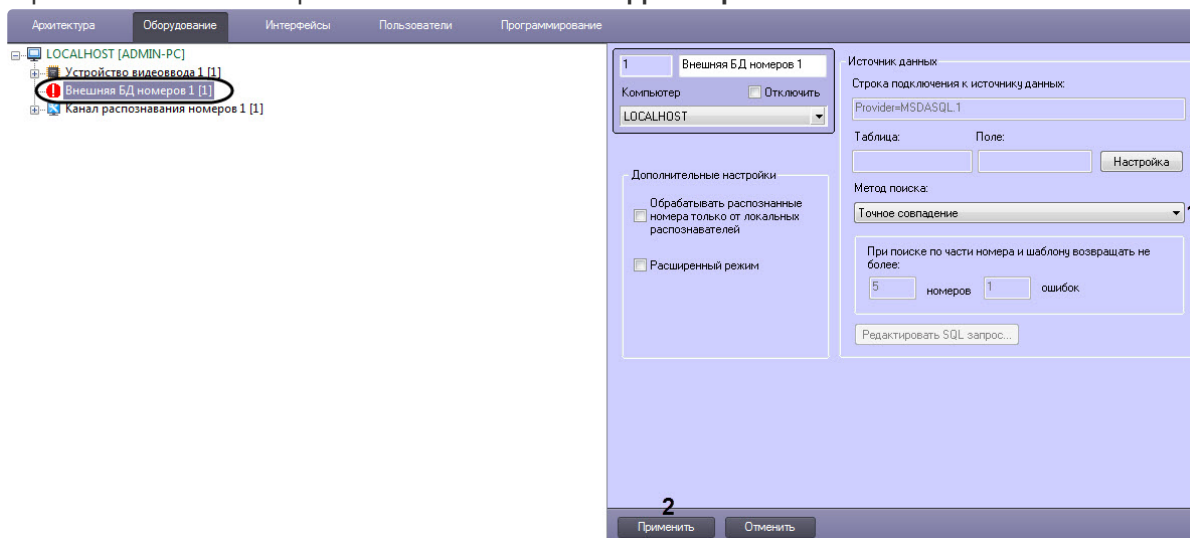 Архитектура Оборудование Интерфейсы Пользователи Программирование
LOCALHOST [ADMIN-PC]
Устройство видеоввода 1 [1]
Внешняя БД номеров 1 [1]
Канал распознавания номеров 1 [1]
1 Внешняя БД номеров 1
Компьютер Отключить
LOCALHOST
Дополнительные настройки
Обрабатывать распознанные
номера только от локальных
распознавателей
Расширенный режим
Источник данных
Строка подключения к источнику данных:
Provider=MSDASQL.1
Таблица: Поле:
Настройка
Метод поиска:
Точное совпадение
При поиске по части номера и шаблону возвращать не
более:
5 номеров 1 ошибок
Редактировать SQL запрос...
2
Применить Отменить